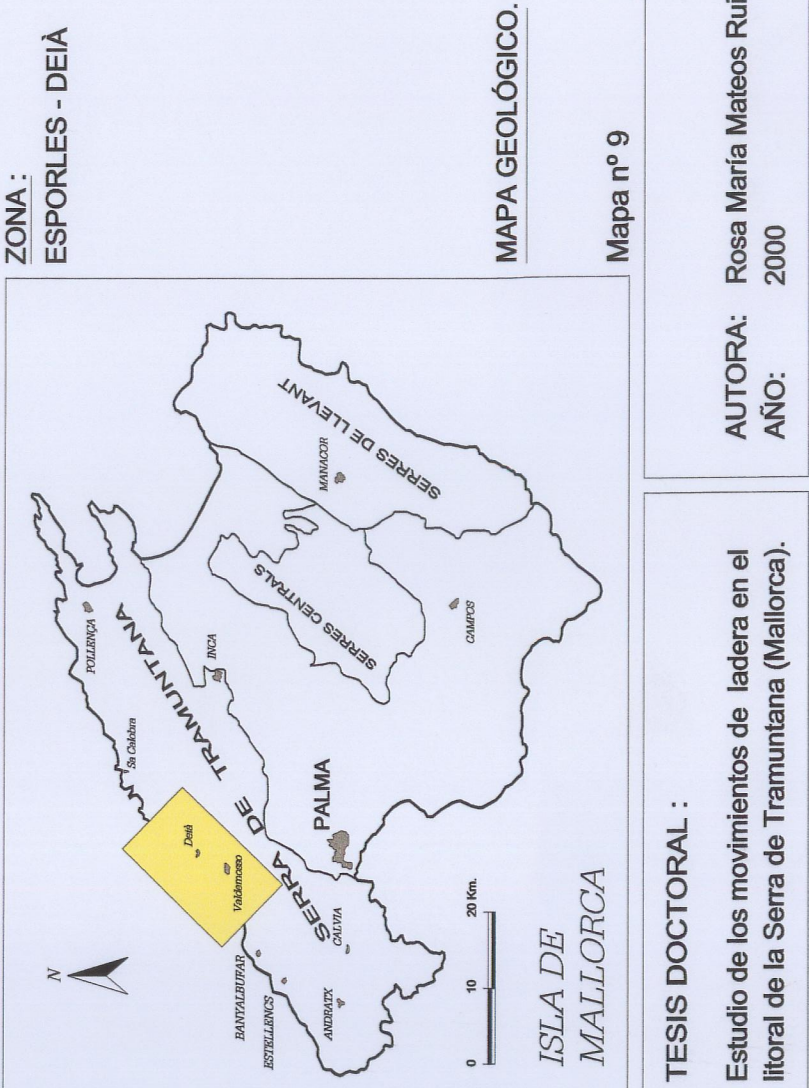 ZONA :
ESPORLES - DEIÀ
MAPA GEOLÓGICO.
Mapa nº 9
N
POLLENÇA
Sa Calobra
SERRA DE TRAMUNTANA
INCA
Deià
Valdemosso
BANYALBUFAR
ESTELLENCS
ANDRATX
CALVIA
PALMA
SERRES CENTRALS
SERRES DE LLEVANT
MANACOR
CAMPOS
0 10 20 Km.
ISLA DE
MALLORCA
TESIS DOCTORAL :
Estudio de los movimientos de ladera en el
litoral de la Serra de Tramuntana (Mallorca).
AUTORA: Rosa María Mateos Rui
AÑO: 2000